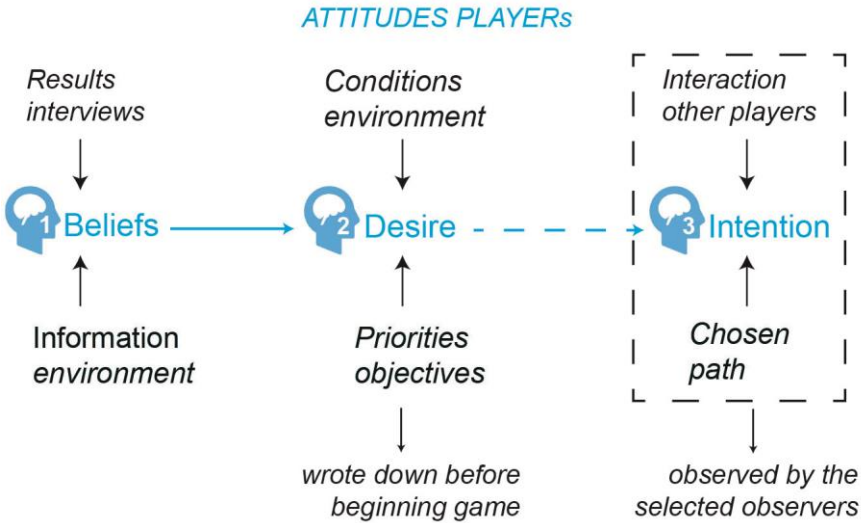 ATTITUDES PLAYERs
Results
interviews
Conditions
environment
Interaction
other players
1 Beliefs
2 Desire
3 Intention
Information
environment
Priorities
objectives
Chosen
path
wrote down before
beginning game
observed by the
selected observers